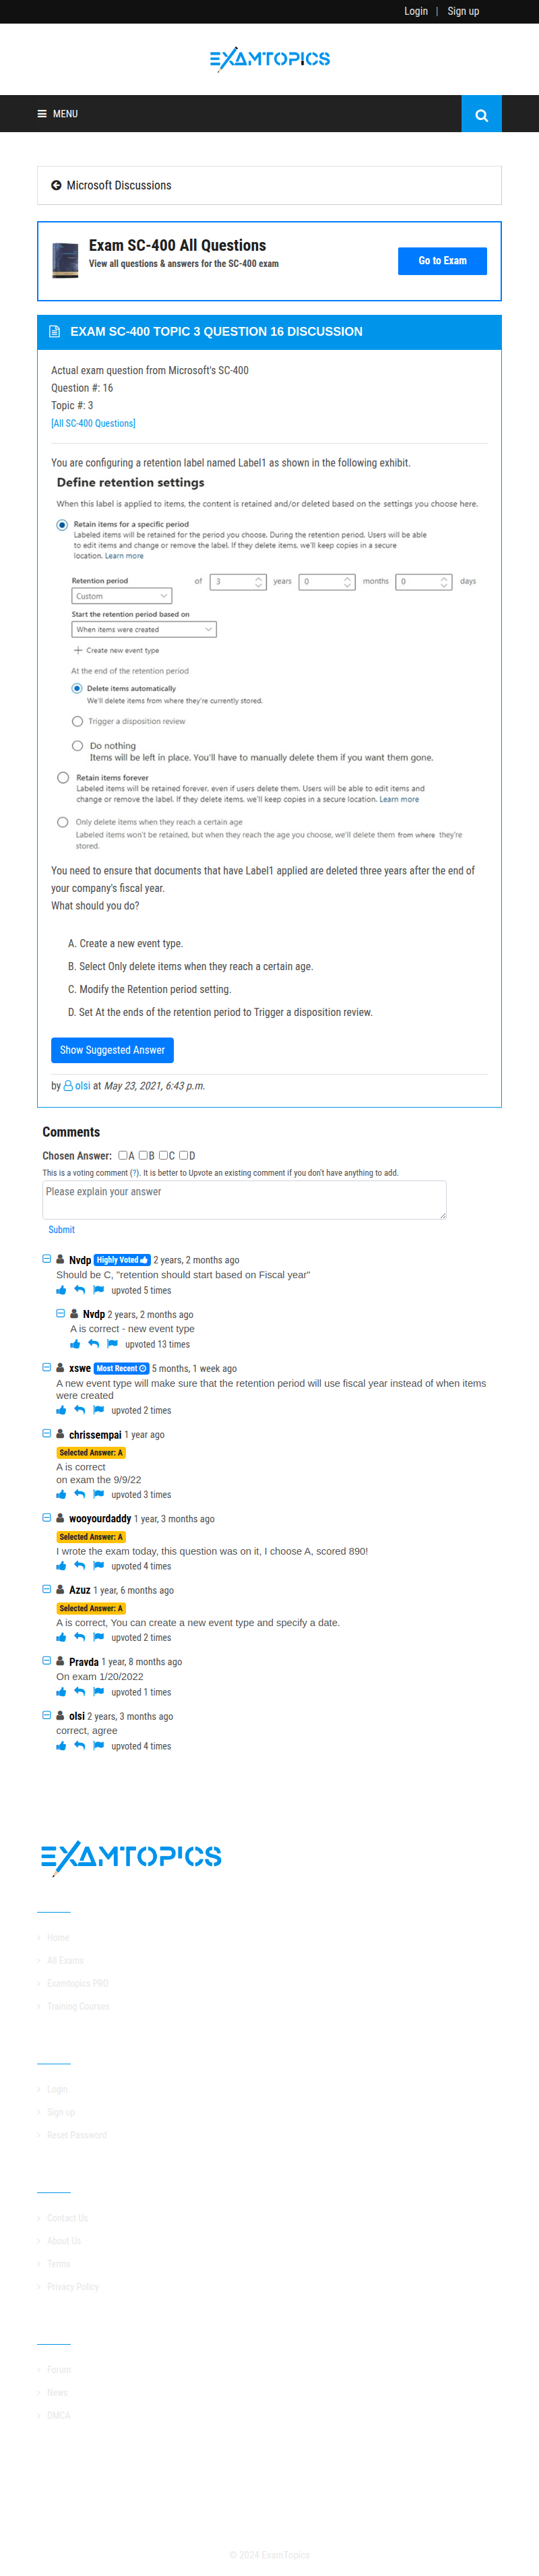 Login | Sign up
EXAMTOPICS
MENU
Microsoft Discussions
Exam SC-400 All Questions
View all questions & answers for the SC-400 exam
Go to Exam
EXAM SC-400 TOPIC 3 QUESTION 16 DISCUSSION
Actual exam question from Microsoft's SC-400
Question #: 16
Topic #: 3
[All SC-400 Questions]
You are configuring a retention label named Label1 as shown in the following exhibit.
Define retention settings
When this label is applied to items, the content is retained and/or deleted based on the settings you choose here.
Retain items for a specific period
Labeled items will be retained for the period you choose. During the retention period. Users will be able
to edit items and change or remove the label. If they delete items. we'll keep copies in a secure
location. Learn more
Retention period of 3 years 0 months 0 days
Custom
Start the retention period based on
When items were created
+ Create new event type
At the end of the retention period
Delete items automatically
We'll delete items from where they're currently stored.
Trigger a disposition review
Do nothing
Items will be left in place. You'll have to manually delete them if you want them gone.
Retain items forever
Labeled items will be retained forever, even if users delete them. Users will be able to edit items and
change or remove the label. If they delete items. we'll keep copies in a secure location. Learn more
Only delete items when they reach a certain age
Labeled items won't be retained, but when they reach the age you choose, we'll delete them from where they're
stored.
You need to ensure that documents that have Label1 applied are deleted three years after the end of
your company's fiscal year.
What should you do?
A. Create a new event type.
B. Select Only delete items when they reach a certain age.
C. Modify the Retention period setting.
D. Set At the ends of the retention period to Trigger a disposition review.
Show Suggested Answer
by olsi at May 23, 2021, 6:43 p.m.
Comments
Chosen Answer: A B C D
This is a voting comment (?). It is better to Upvote an existing comment if you don't have anything to add.
Please explain your answer
Submit
Nvdp Highly Voted 2 years, 2 months ago
Should be C, "retention should start based on Fiscal year"
upvoted 5 times
Nvdp 2 years, 2 months ago
A is correct - new event type
upvoted 13 times
xswe Most Recent 5 months, 1 week ago
A new event type will make sure that the retention period will use fiscal year instead of when items
were created
upvoted 2 times
chrissempai 1 year ago
Selected Answer: A
A is correct
on exam the 9/9/22
upvoted 3 times
wooyourdaddy 1 year, 3 months ago
Selected Answer: A
I wrote the exam today, this question was on it, I choose A, scored 890!
upvoted 4 times
Azuz 1 year, 6 months ago
Selected Answer: A
A is correct, You can create a new event type and specify a date.
upvoted 2 times
Pravda 1 year, 8 months ago
On exam 1/20/2022
upvoted 1 times
olsi 2 years, 3 months ago
correct, agree
upvoted 4 times
EXAMTOPICS
Home
All Exams
Examtopics PRO
Training Courses
Login
Sign up
Reset Password
Contact Us
About Us
Terms
Privacy Policy
Forum
News
DMCA
© 2024 ExamTopics